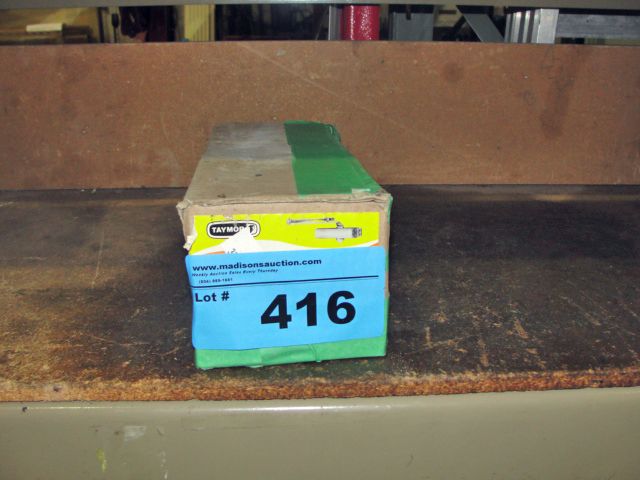 TAYMOR
www.madisonsauction.com
Weekly Auction Sales Every Thursday
Lot #
416